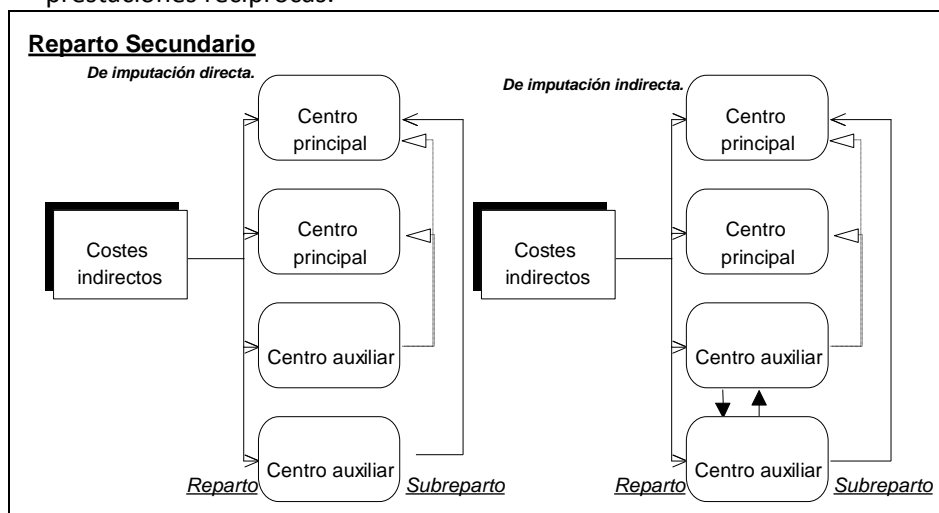 prestaciones recíprocas.
Reparto Secundario
De imputación directa.
Centro
principal
Centro
principal
Costes
indirectos
Centro auxiliar
Centro auxiliar
Reparto
Subreparto
De imputación indirecta.
Centro
principal
Centro
principal
Costes
indirectos
Centro auxiliar
Centro auxiliar
Reparto
Subreparto